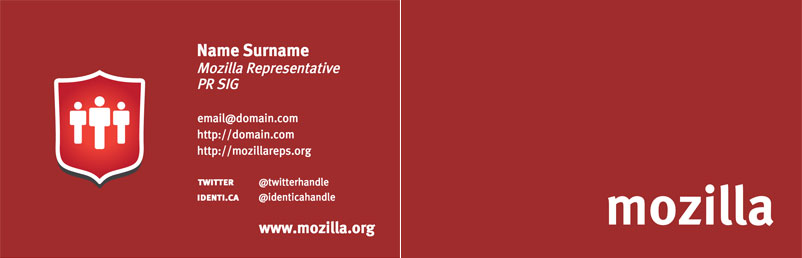 Name Surname
Mozilla Representative
PR SIG
email@domain.com
http://domain.com
http://mozillareps.org
TWITTER @twitterhandle
IDENTI.CA @identicahandle
www.mozilla.org
mozilla